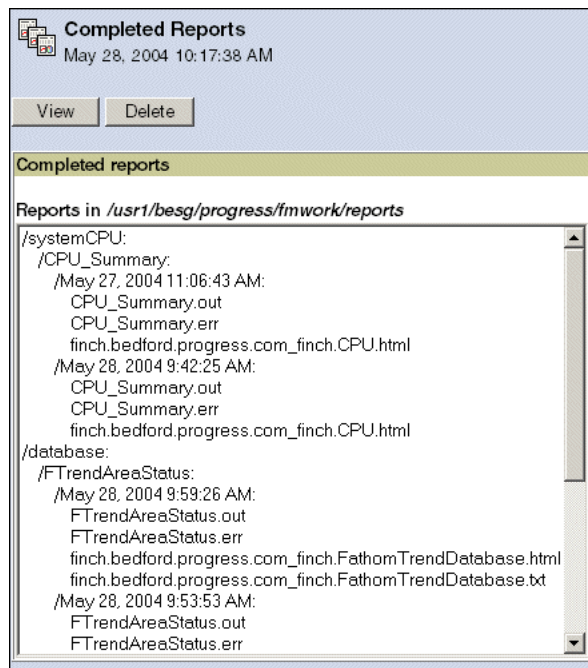 Completed Reports
May 28, 2004 10:17:38 AM
View Delete
Completed reports
Reports in /usr1/besg/progress/fmwork/reports
/systemCPU:
/CPU_Summary:
/May 27, 2004 11:06:43 AM:
CPU_Summary.out
CPU_Summary.err
finch.bedford.progress.com_finch.CPU.html
/May 28, 2004 9:42:25 AM:
CPU_Summary.out
CPU_Summary.err
finch.bedford.progress.com_finch.CPU.html
/database:
/FTrendAreaStatus:
/May 28, 2004 9:59:26 AM:
FTrendAreaStatus.out
FTrendAreaStatus.err
finch.bedford.progress.com_finch.FathomTrendDatabase.html
finch.bedford.progress.com_finch.FathomTrendDatabase.txt
/May 28, 2004 9:53:53 AM:
FTrendAreaStatus.out
FTrendAreaStatus.err